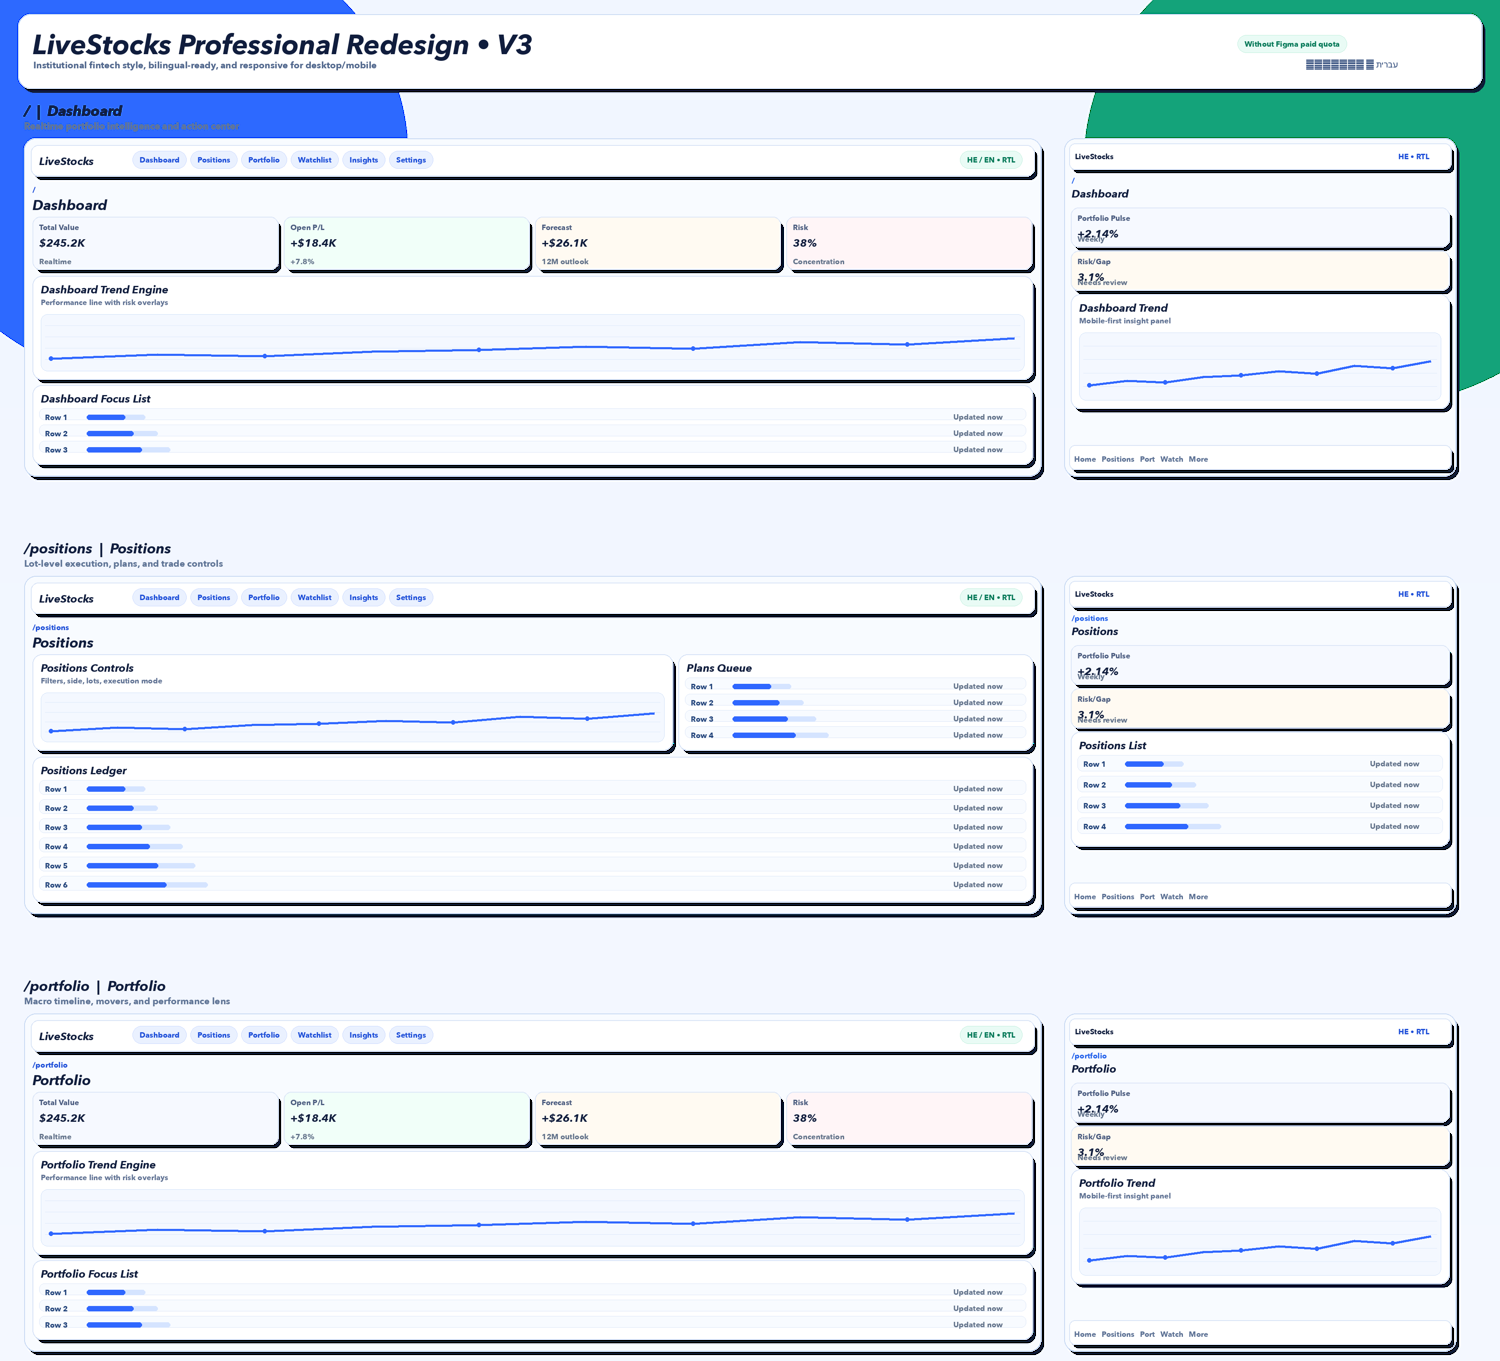 LiveStocks Professional Redesign • V3
Institutional fintech style, bilingual-ready, and responsive for desktop/mobile
Without Figma paid quota
עברית
/ | Dashboard
Realtime portfolio intelligence and action center
LiveStocks Dashboard Positions Portfolio Watchlist Insights Settings HE / EN • RTL
/
Dashboard
Total Value Open P/L Forecast Risk
$245.2K +$18.4K +$26.1K 38%
Realtime +7.8% 12M outlook Concentration
Dashboard Trend Engine
Performance line with risk overlays
Dashboard Focus List
Row 1 Updated now
Row 2 Updated now
Row 3 Updated now
LiveStocks HE • RTL
/
Dashboard
Portfolio Pulse
+2.14%
Weekly
Risk/Gap
3.1%
Needs review
Dashboard Trend
Mobile-first insight panel
Home Positions Port Watch More
/positions | Positions
Lot-level execution, plans, and trade controls
LiveStocks Dashboard Positions Portfolio Watchlist Insights Settings HE / EN • RTL
/positions
Positions
Positions Controls
Filters, side, lots, execution mode
Plans Queue
Row 1 Updated now
Row 2 Updated now
Row 3 Updated now
Row 4 Updated now
Positions Ledger
Row 1 Updated now
Row 2 Updated now
Row 3 Updated now
Row 4 Updated now
Row 5 Updated now
Row 6 Updated now
LiveStocks HE • RTL
/positions
Positions
Portfolio Pulse
+2.14%
Weekly
Risk/Gap
3.1%
Needs review
Positions List
Row 1 Updated now
Row 2 Updated now
Row 3 Updated now
Row 4 Updated now
Home Positions Port Watch More
/portfolio | Portfolio
Macro timeline, movers, and performance lens
LiveStocks Dashboard Positions Portfolio Watchlist Insights Settings HE / EN • RTL
/portfolio
Portfolio
Total Value Open P/L Forecast Risk
$245.2K +$18.4K +$26.1K 38%
Realtime +7.8% 12M outlook Concentration
Portfolio Trend Engine
Performance line with risk overlays
Portfolio Focus List
Row 1 Updated now
Row 2 Updated now
Row 3 Updated now
LiveStocks HE • RTL
/portfolio
Portfolio
Portfolio Pulse
+2.14%
Weekly
Risk/Gap
3.1%
Needs review
Portfolio Trend
Mobile-first insight panel
Home Positions Port Watch More